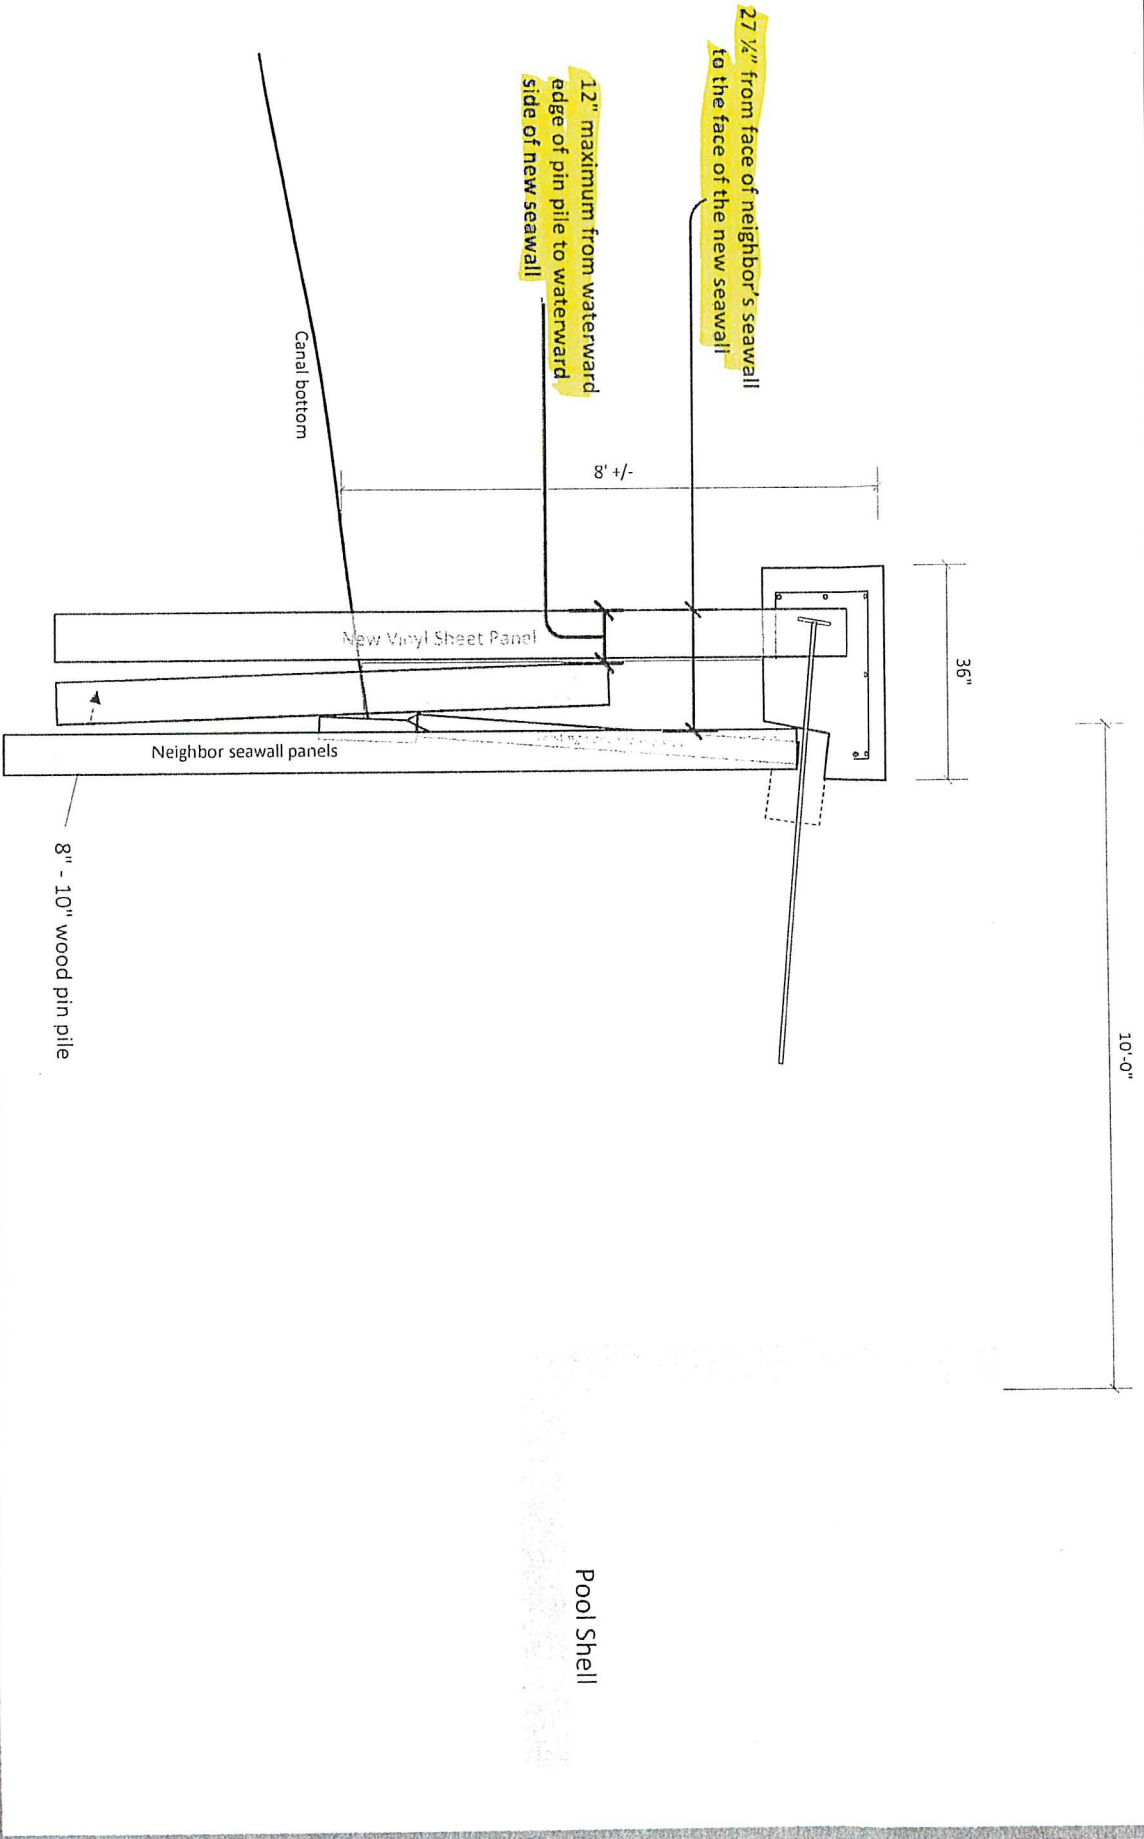 27 ¼" from face of neighbor's seawall
to the face of the new seawall
12" maximum from waterward
edge of pin pile to waterward
side of new seawall
Canal bottom
8' +/-
36"
10'-0"
New Vinyl Sheet Panel
Neighbor seawall panels
8" - 10" wood pin pile
Pool Shell